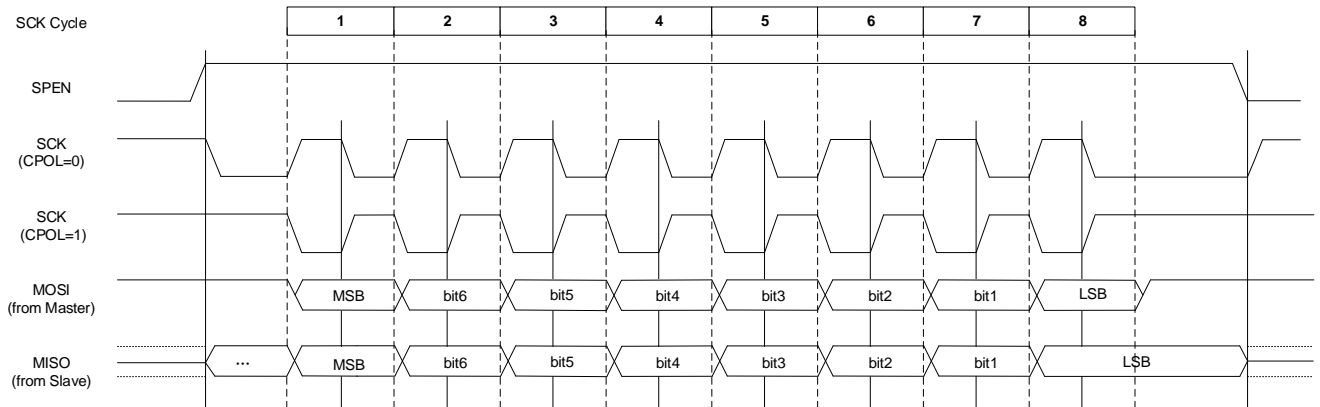 SCK Cycle 1 2 3 4 5 6 7 8
SPEN
SCK
(CPOL=0)
SCK
(CPOL=1)
MOSI
(from Master)
MSB bit6 bit5 bit4 bit3 bit2 bit1 LSB
MISO
(from Slave)
... MSB bit6 bit5 bit4 bit3 bit2 bit1 LSB